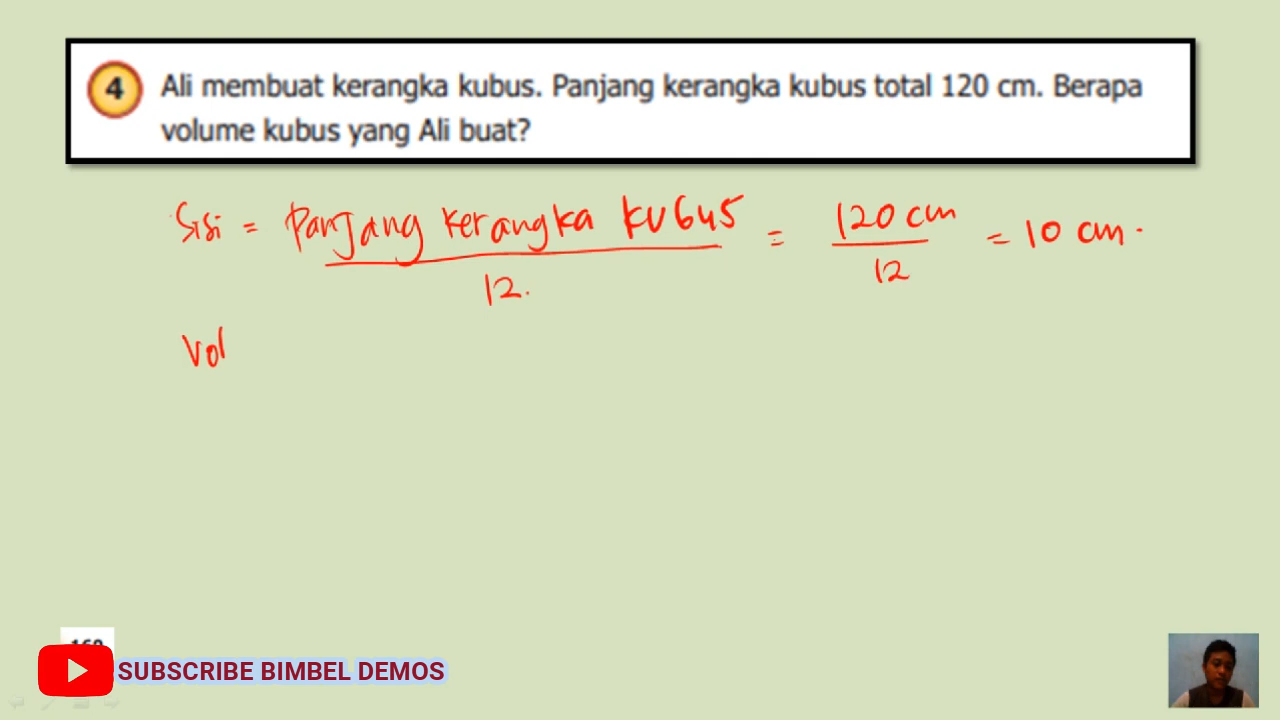 4 Ali membuat kerangka kubus. Panjang kerangka kubus total 120 cm. Berapa
volume kubus yang Ali buat?
Sisi = Panjang kerangka kubus = 120 cm = 10 cm.
12. 12
Vol
SUBSCRIBE BIMBEL DEMOS